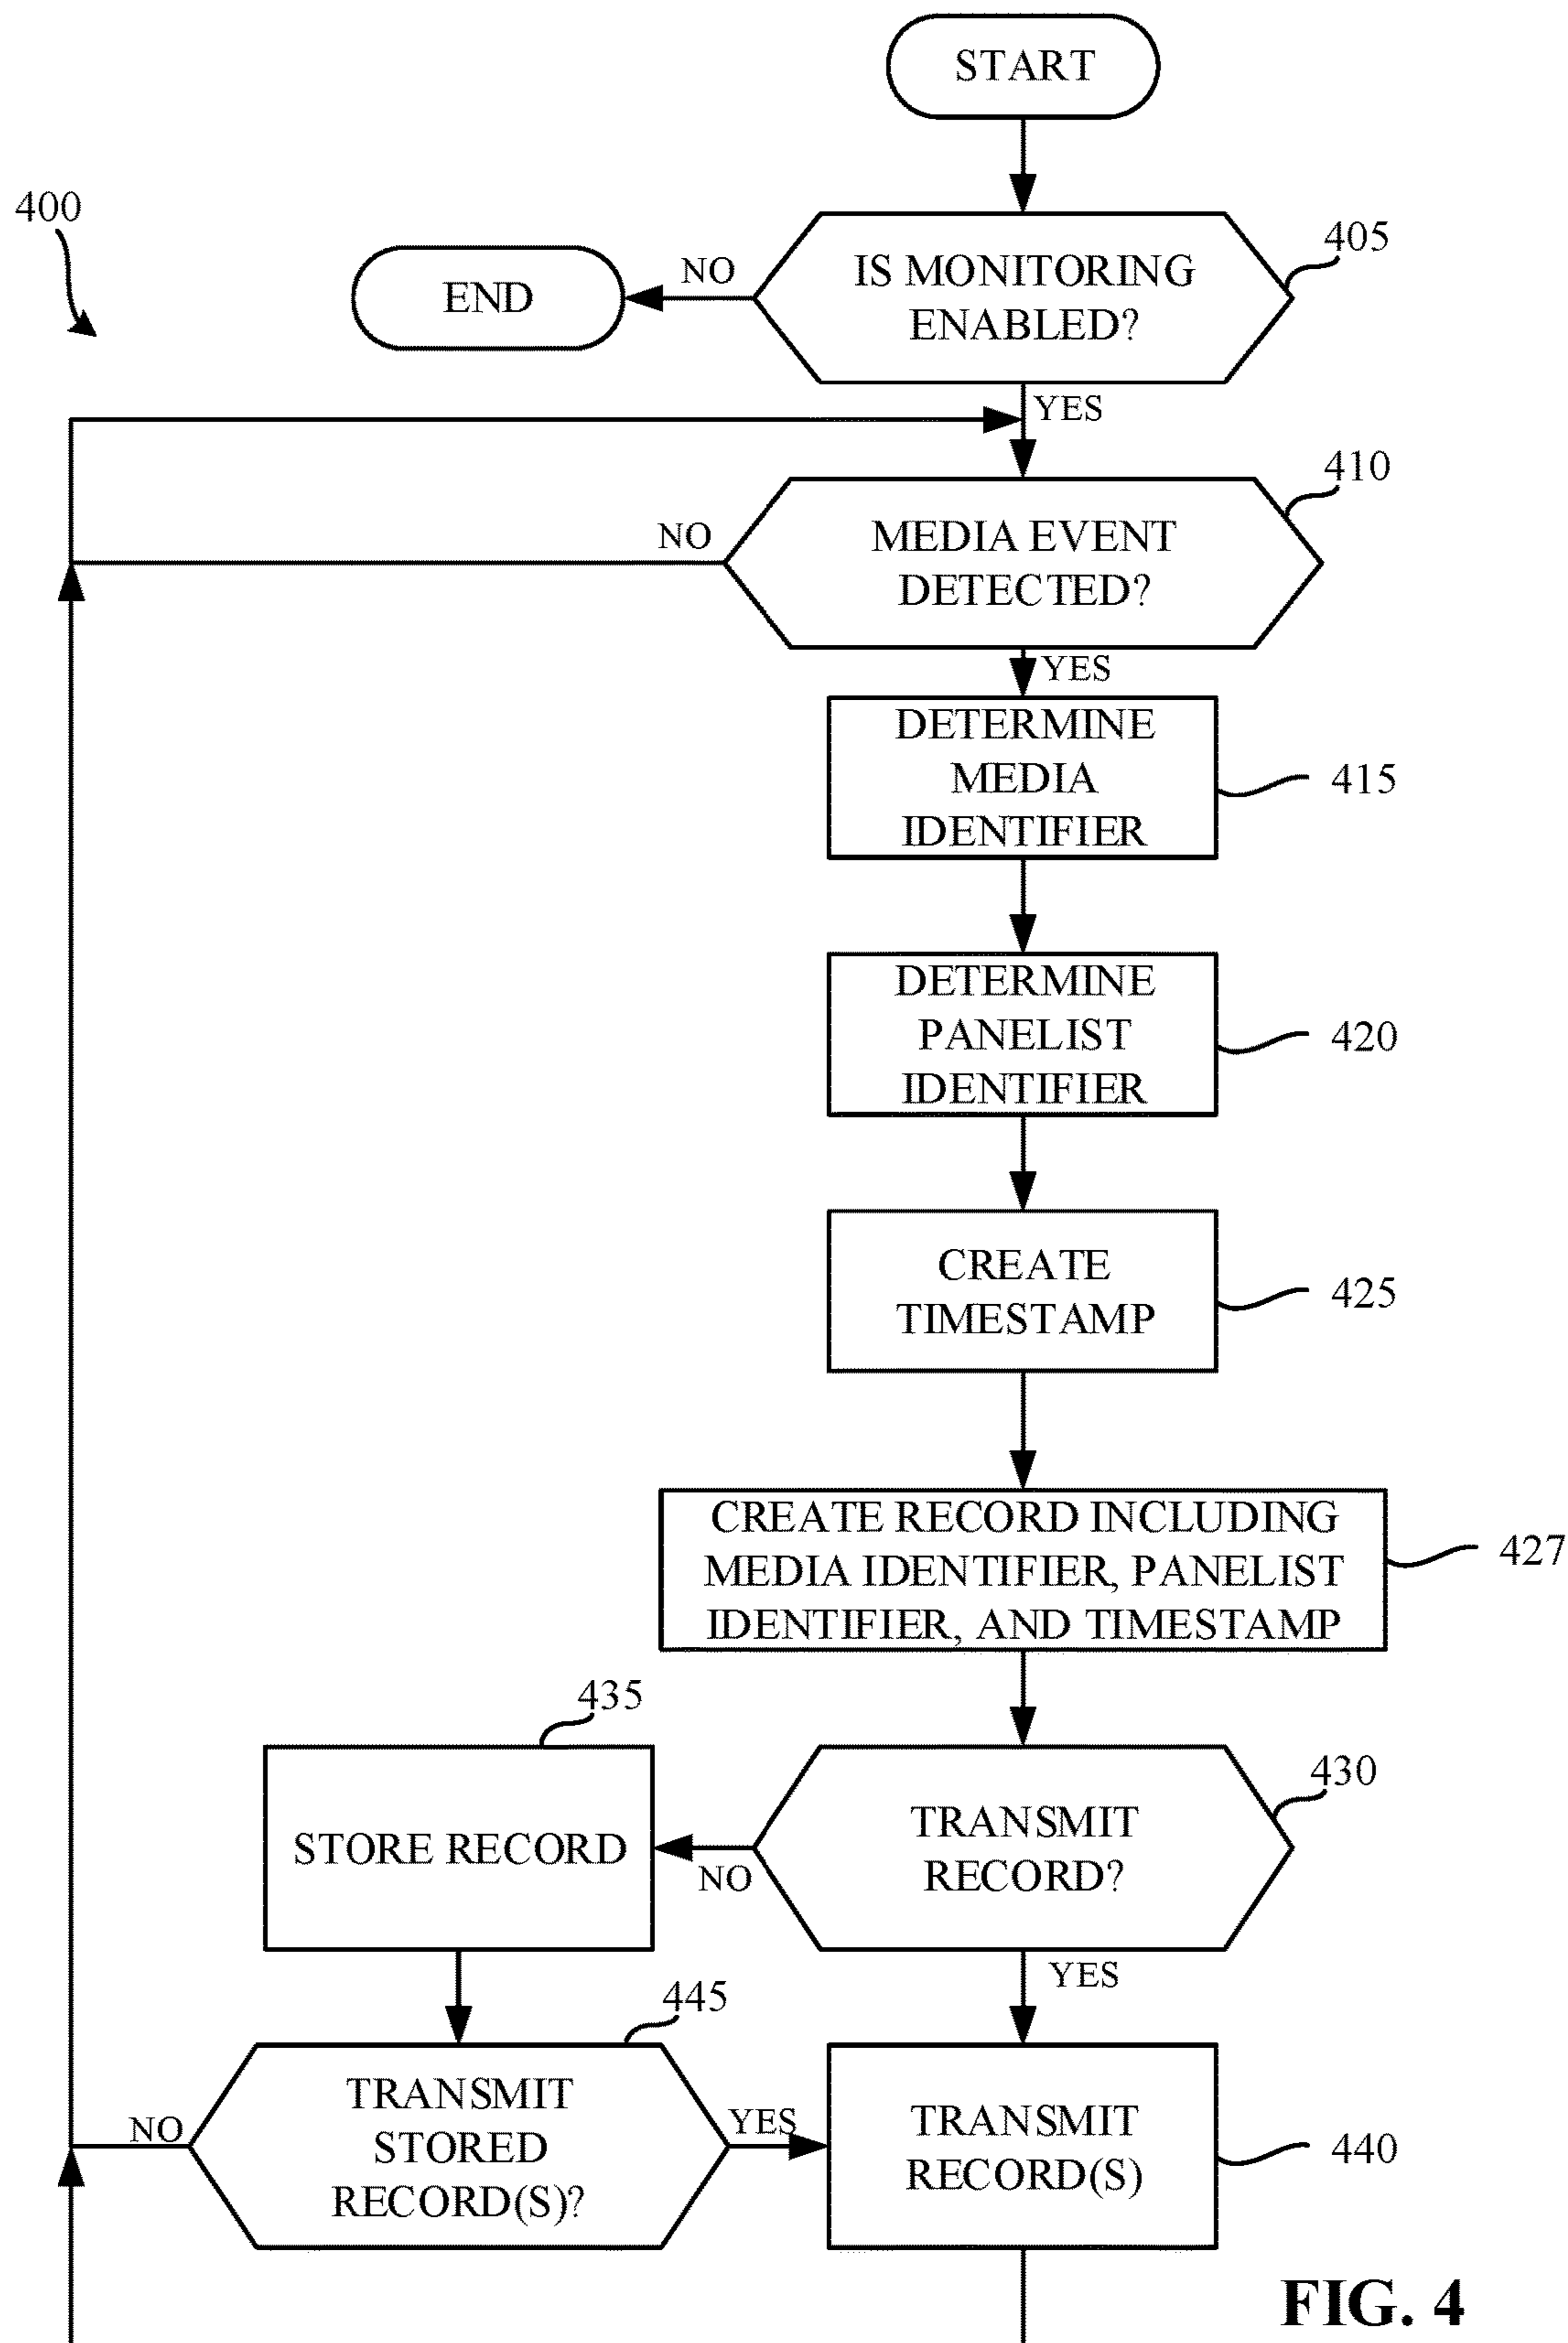 START
400
405
IS MONITORING
ENABLED?
NO
END
YES
410
MEDIA EVENT
DETECTED?
NO
YES
DETERMINE
MEDIA
IDENTIFIER
415
DETERMINE
PANELIST
IDENTIFIER
420
CREATE
TIMESTAMP
425
CREATE RECORD INCLUDING
MEDIA IDENTIFIER, PANELIST
IDENTIFIER, AND TIMESTAMP
427
435
STORE RECORD
430
TRANSMIT
RECORD?
NO
YES
445
TRANSMIT
STORED
RECORD(S)?
NO
YES
TRANSMIT
RECORD(S)
440
FIG. 4